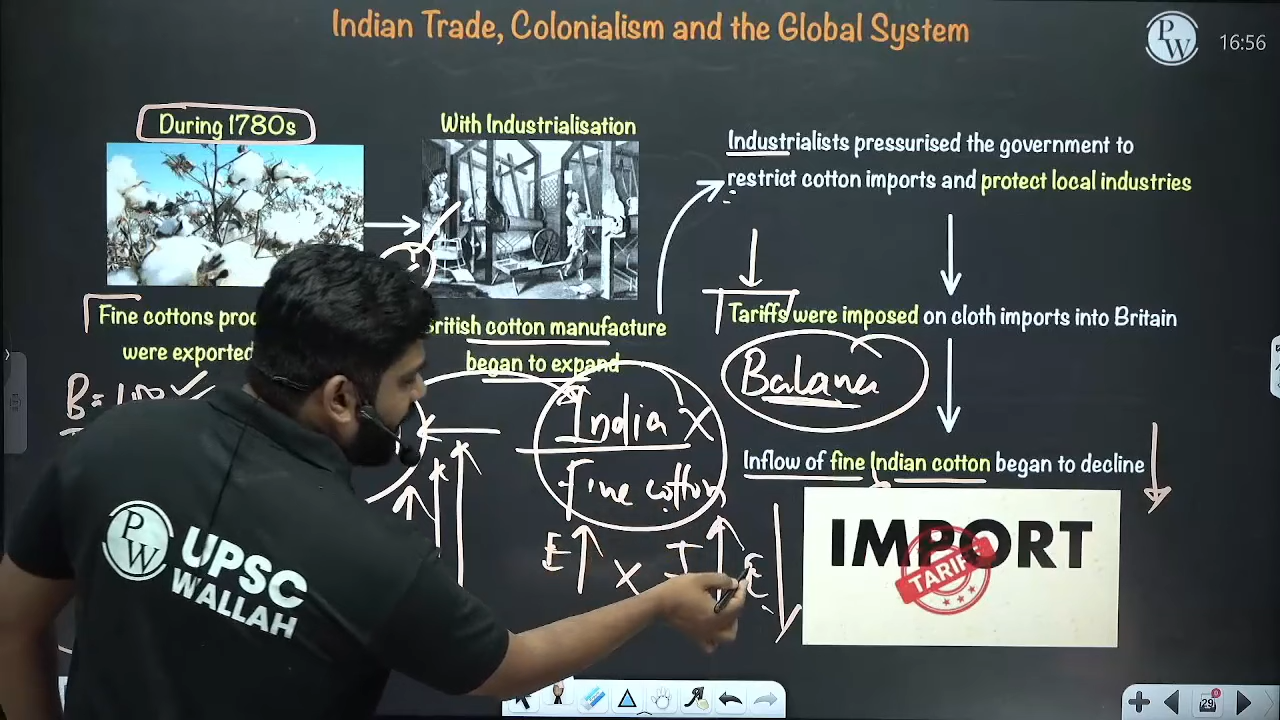 Indian Trade, Colonialism and the Global System
PW
16:56
During 1780s
With Industrialisation
Industrialists pressurised the government to
restrict cotton imports and protect local industries
Fine cottons
were exported
British cotton manufacture
began to expand
Tariffs were imposed on cloth imports into Britain
B = 100
India X
Fine cotton
Inflow of fine Indian cotton began to decline
E
X
I
E
IMPORT
TARIFF
PW
UPSC
WALLAH
29